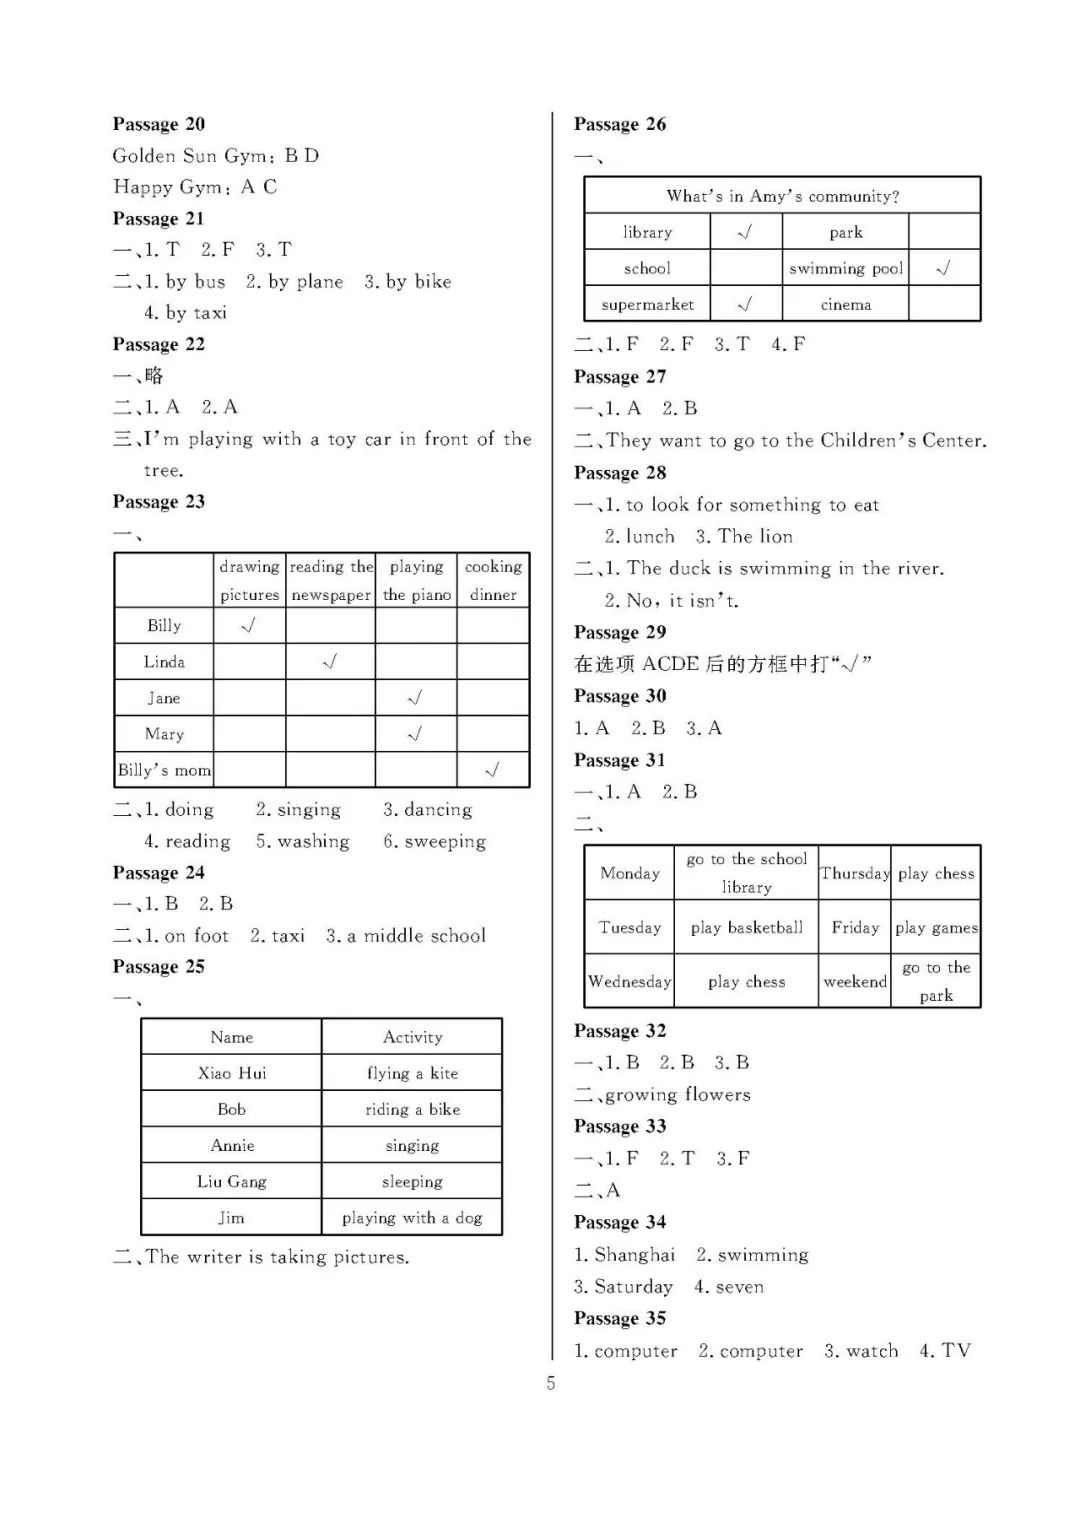 Passage 20
Golden Sun Gym: B D
Happy Gym: A C
Passage 21
一、1. T 2. F 3. T
二、1. by bus 2. by plane 3. by bike
4. by taxi
Passage 22
一、略
二、1. A 2. A
三、I'm playing with a toy car in front of the
tree.
Passage 23
一、
drawing pictures reading the newspaper playing the piano cooking dinner
Billy √
Linda √
Jane √
Mary √
Billy's mom √
二、1. doing 2. singing 3. dancing
4. reading 5. washing 6. sweeping
Passage 24
一、1. B 2. B
二、1. on foot 2. taxi 3. a middle school
Passage 25
一、
Name Activity
Xiao Hui flying a kite
Bob riding a bike
Annie singing
Liu Gang sleeping
Jim playing with a dog
二、The writer is taking pictures.
Passage 26
一、
What's in Amy's community?
library √ park
school swimming pool √
supermarket √ cinema
二、1. F 2. F 3. T 4. F
Passage 27
一、1. A 2. B
二、They want to go to the Children's Center.
Passage 28
一、1. to look for something to eat
2. lunch 3. The lion
二、1. The duck is swimming in the river.
2. No, it isn't.
Passage 29
在选项 ACDE 后的方框中打“√”
Passage 30
1. A 2. B 3. A
Passage 31
一、1. A 2. B
二、
Monday go to the school library Thursday play chess
Tuesday play basketball Friday play games
Wednesday play chess weekend go to the park
Passage 32
一、1. B 2. B 3. B
二、growing flowers
Passage 33
一、1. F 2. T 3. F
二、A
Passage 34
1. Shanghai 2. swimming
3. Saturday 4. seven
Passage 35
1. computer 2. computer 3. watch 4. TV
5